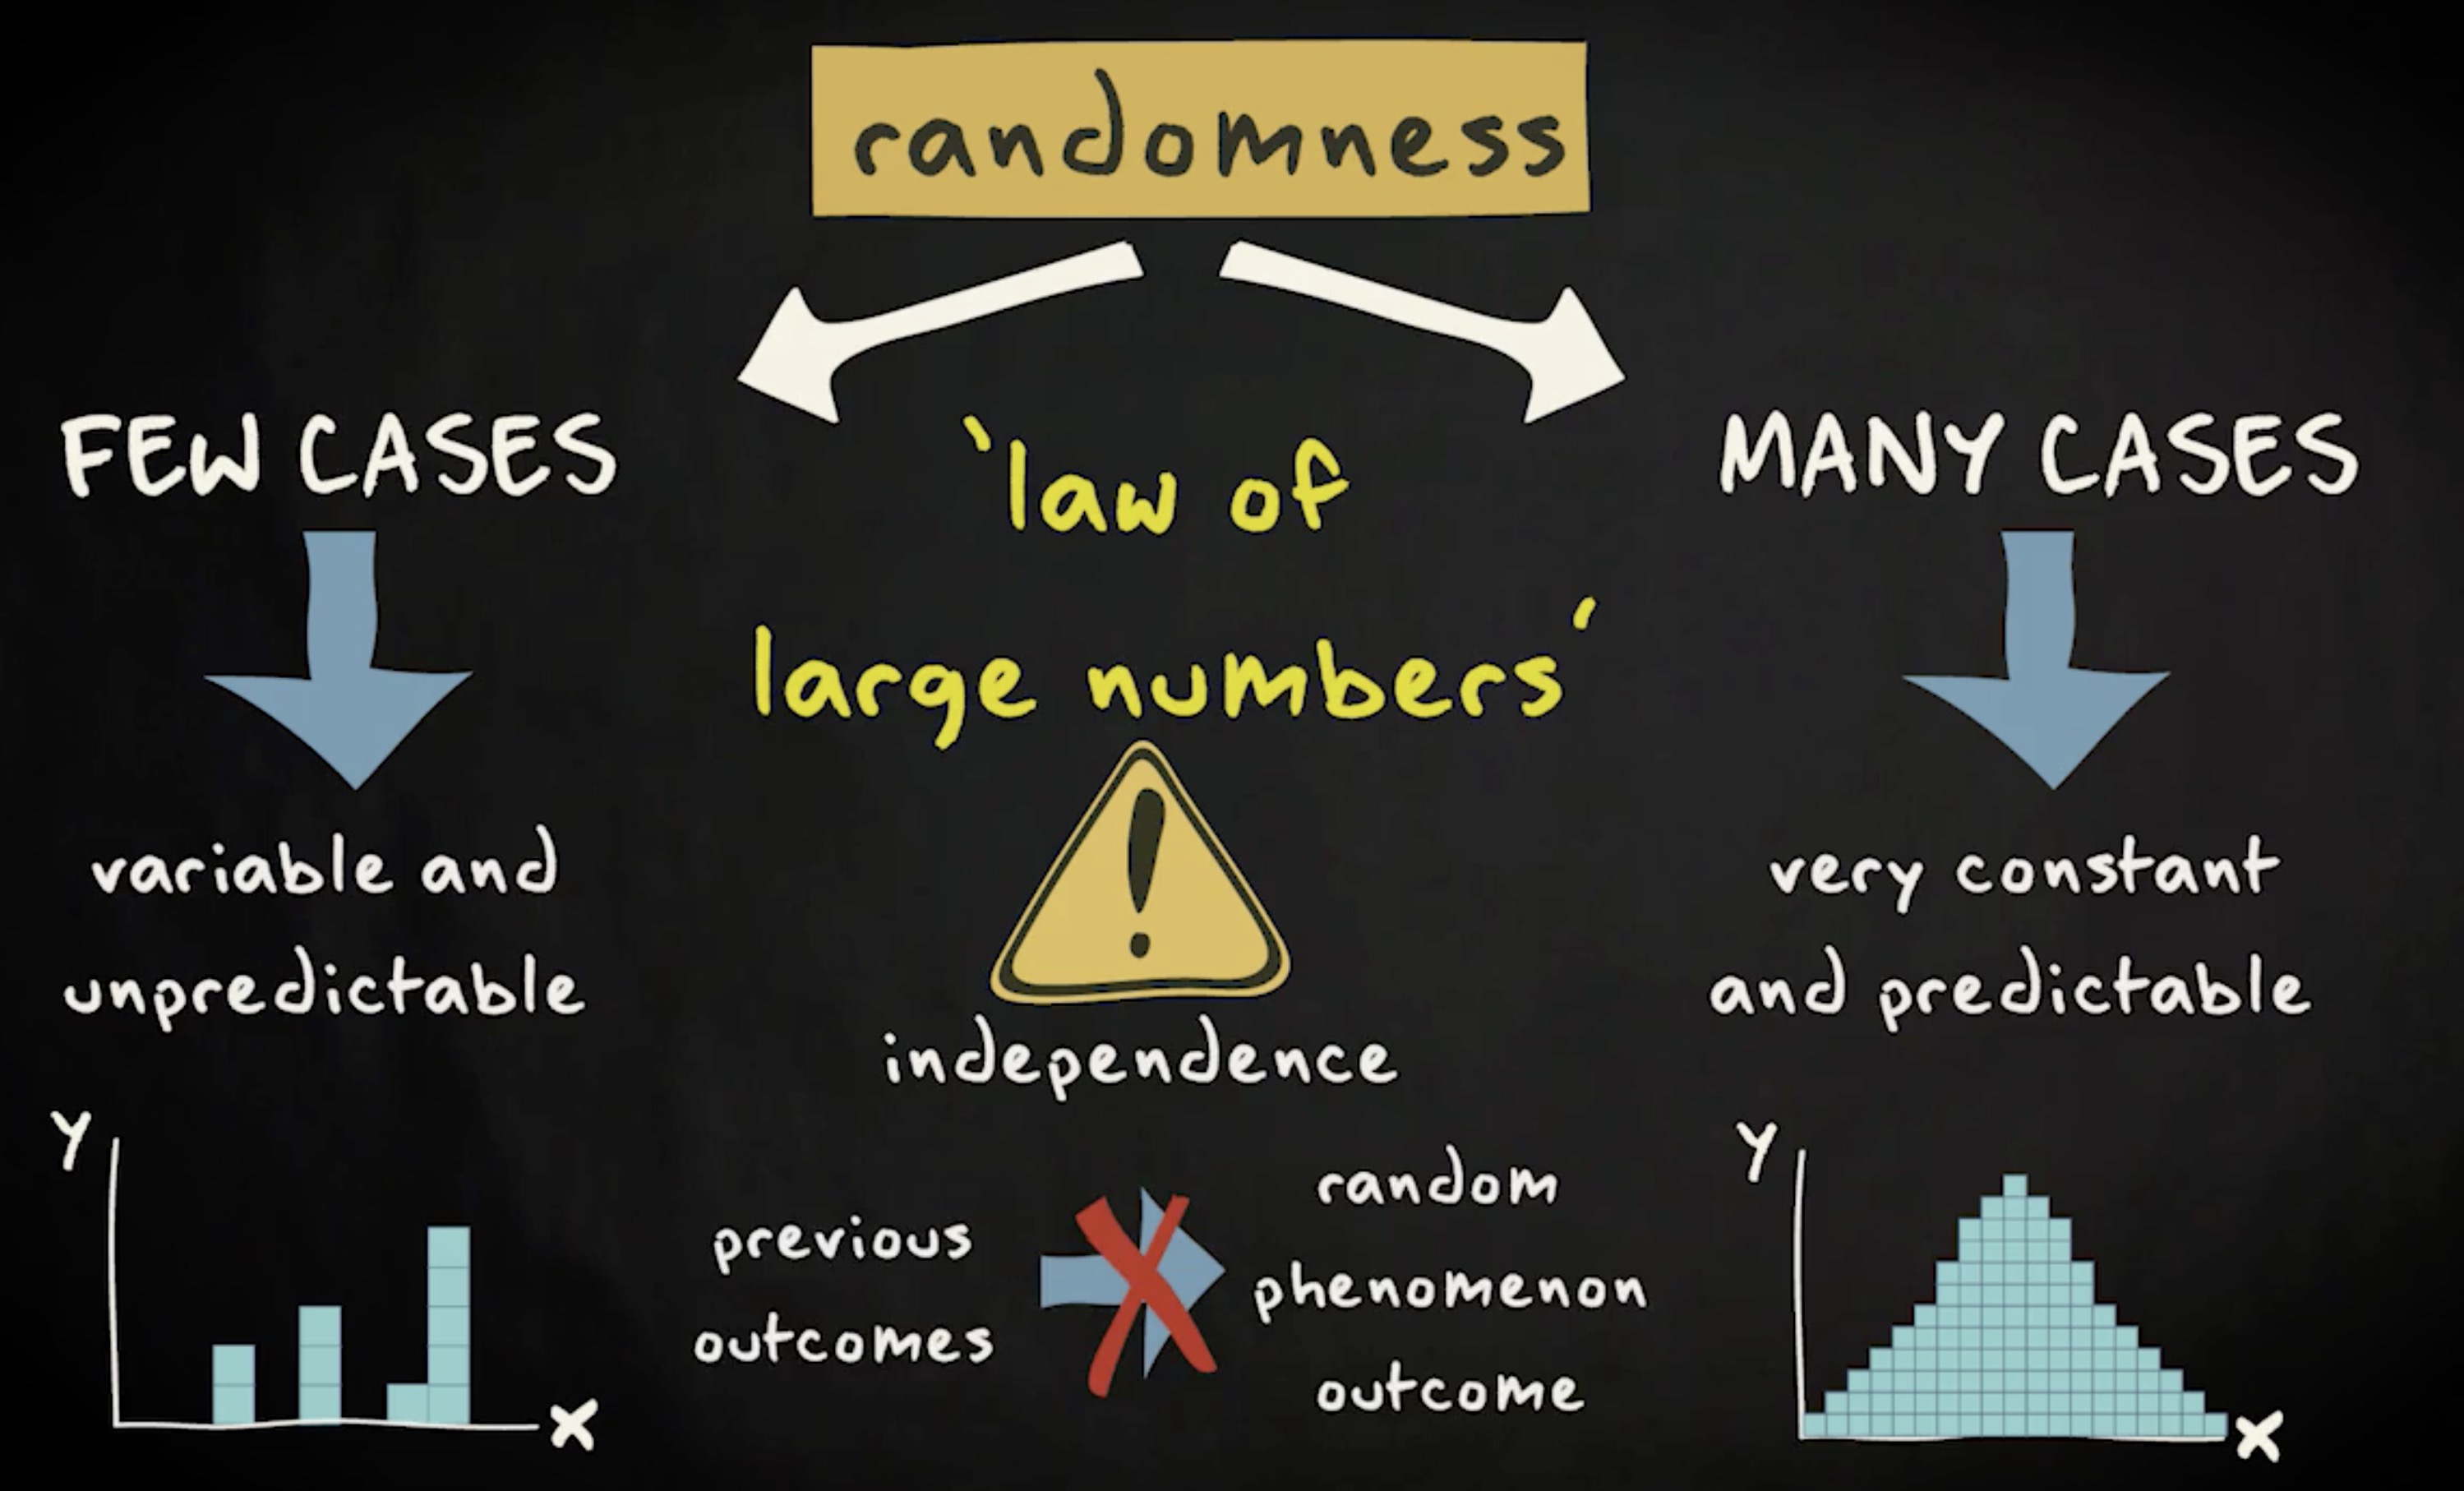 randomness
FEW CASES
variable and
unpredictable
Y
X
'law of
large numbers'
!
independence
previous
outcomes
random
phenomenon
outcome
MANY CASES
very constant
and predictable
Y
X